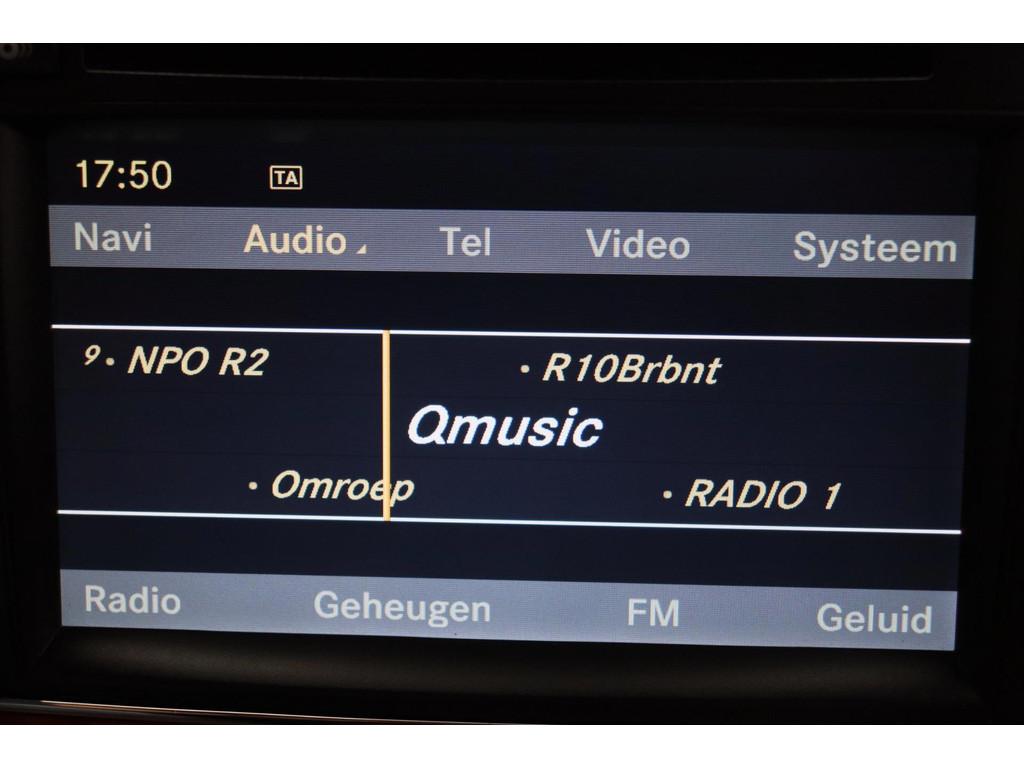 17:50 TA
Navi Audio Tel Video Systeem
9 • NPO R2 • R10Brbnt
Qmusic
• Omroep • RADIO 1
Radio Geheugen FM Geluid